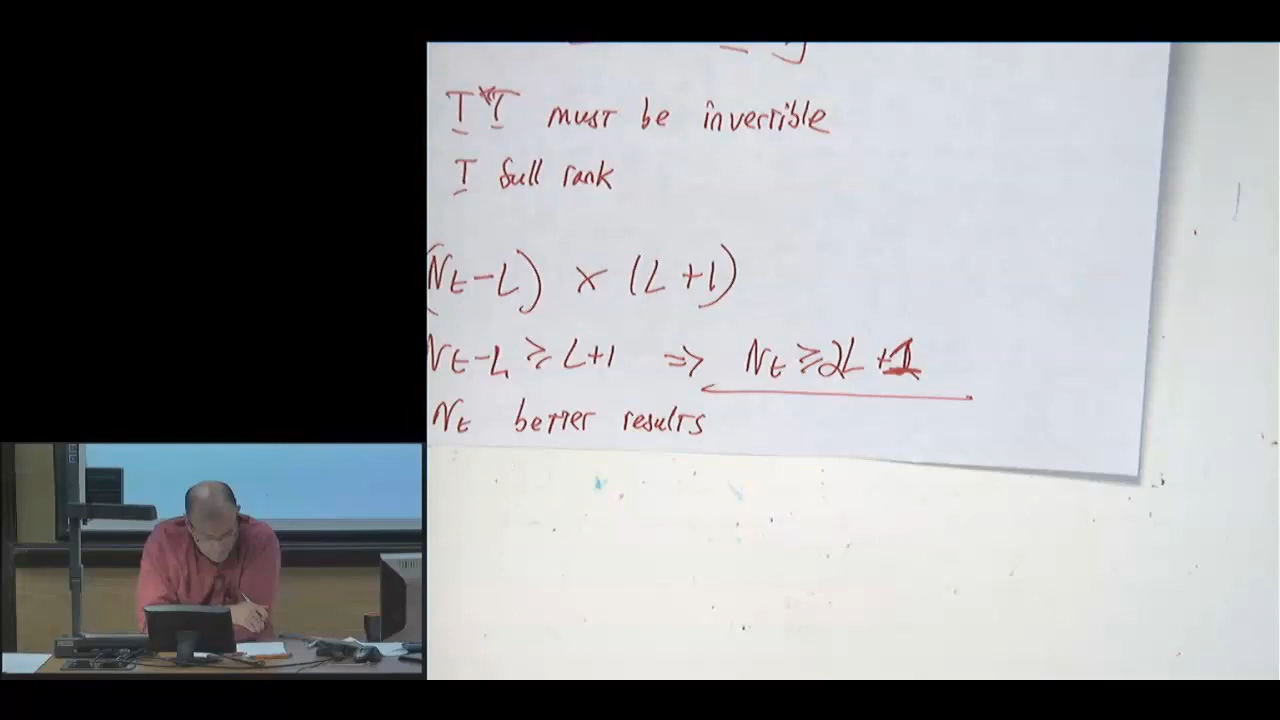 T*T must be invertible
T full rank
(Nt-L) × (L+1)
Nt-L ≥ L+1 ⇒ Nt ≥ 2L+1
Nt better results